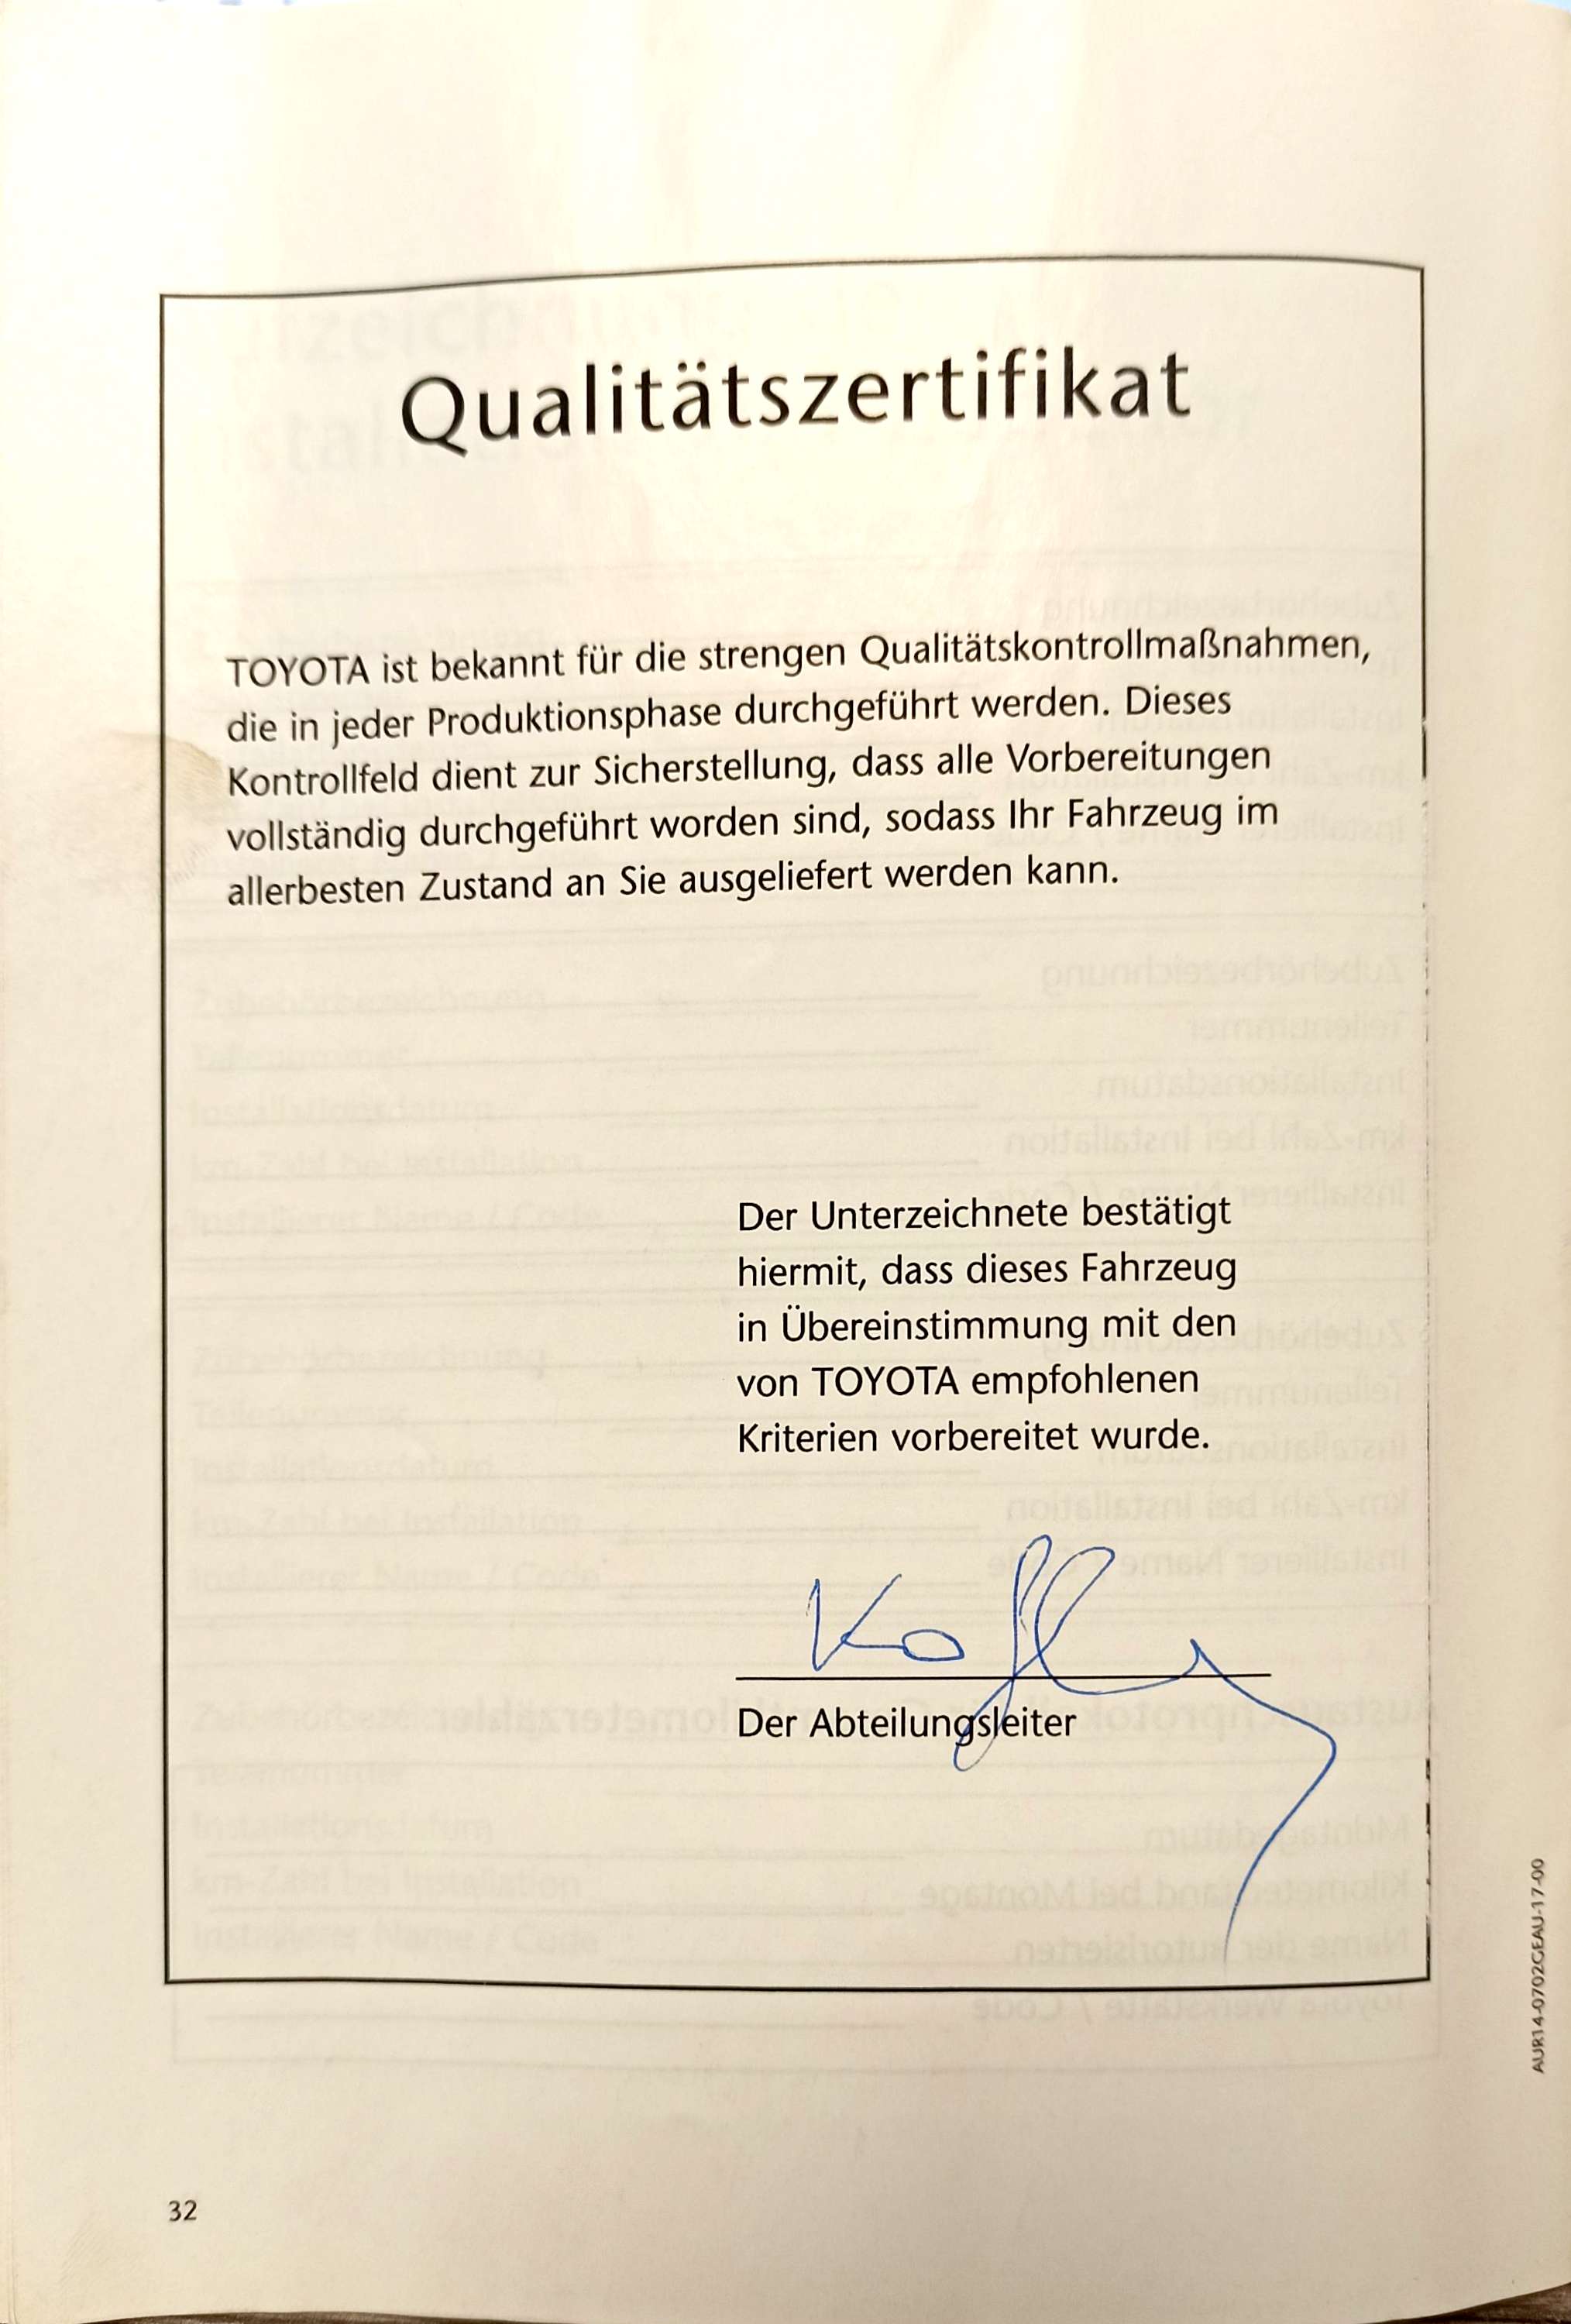 Qualitätszertifikat
TOYOTA ist bekannt für die strengen Qualitätskontrollmaßnahmen,
die in jeder Produktionsphase durchgeführt werden. Dieses
Kontrollfeld dient zur Sicherstellung, dass alle Vorbereitungen
vollständig durchgeführt worden sind, sodass Ihr Fahrzeug im
allerbesten Zustand an Sie ausgeliefert werden kann.
Der Unterzeichnete bestätigt
hiermit, dass dieses Fahrzeug
in Übereinstimmung mit den
von TOYOTA empfohlenen
Kriterien vorbereitet wurde.
Der Abteilungsleiter
AUR14-0702GEAU-17-00
32